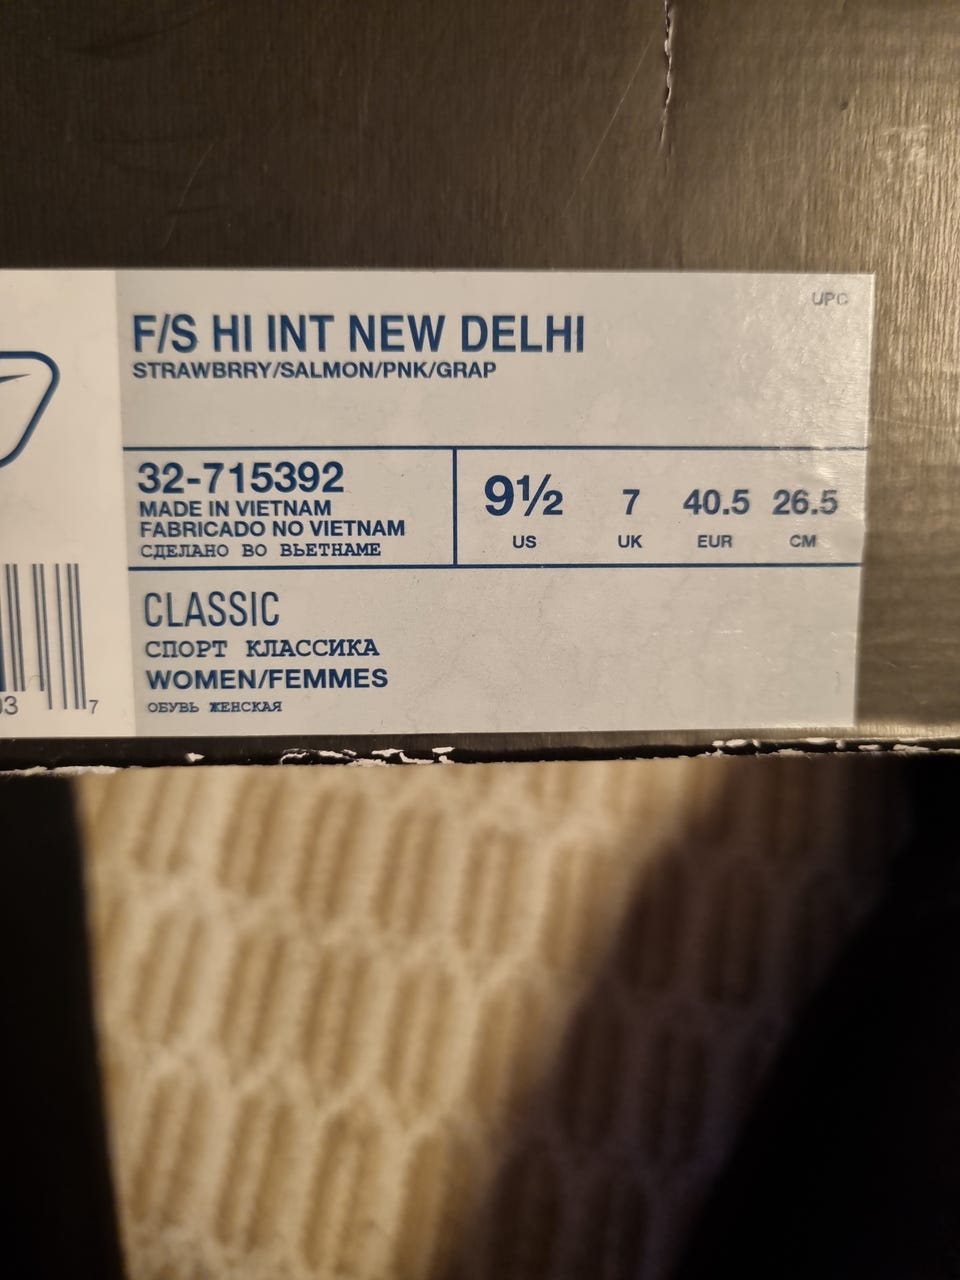 UPC
F/S HI INT NEW DELHI
STRAWBRRY/SALMON/PNK/GRAP
32-715392
MADE IN VIETNAM
FABRICADO NO VIETNAM
СДЕЛАНО ВО ВЬЕТНАМЕ
9½ 7 40.5 26.5
US UK EUR CM
CLASSIC
СПОРТ КЛАССИКА
WOMEN/FEMMES
ОБУВЬ ЖЕНСКАЯ
03 7